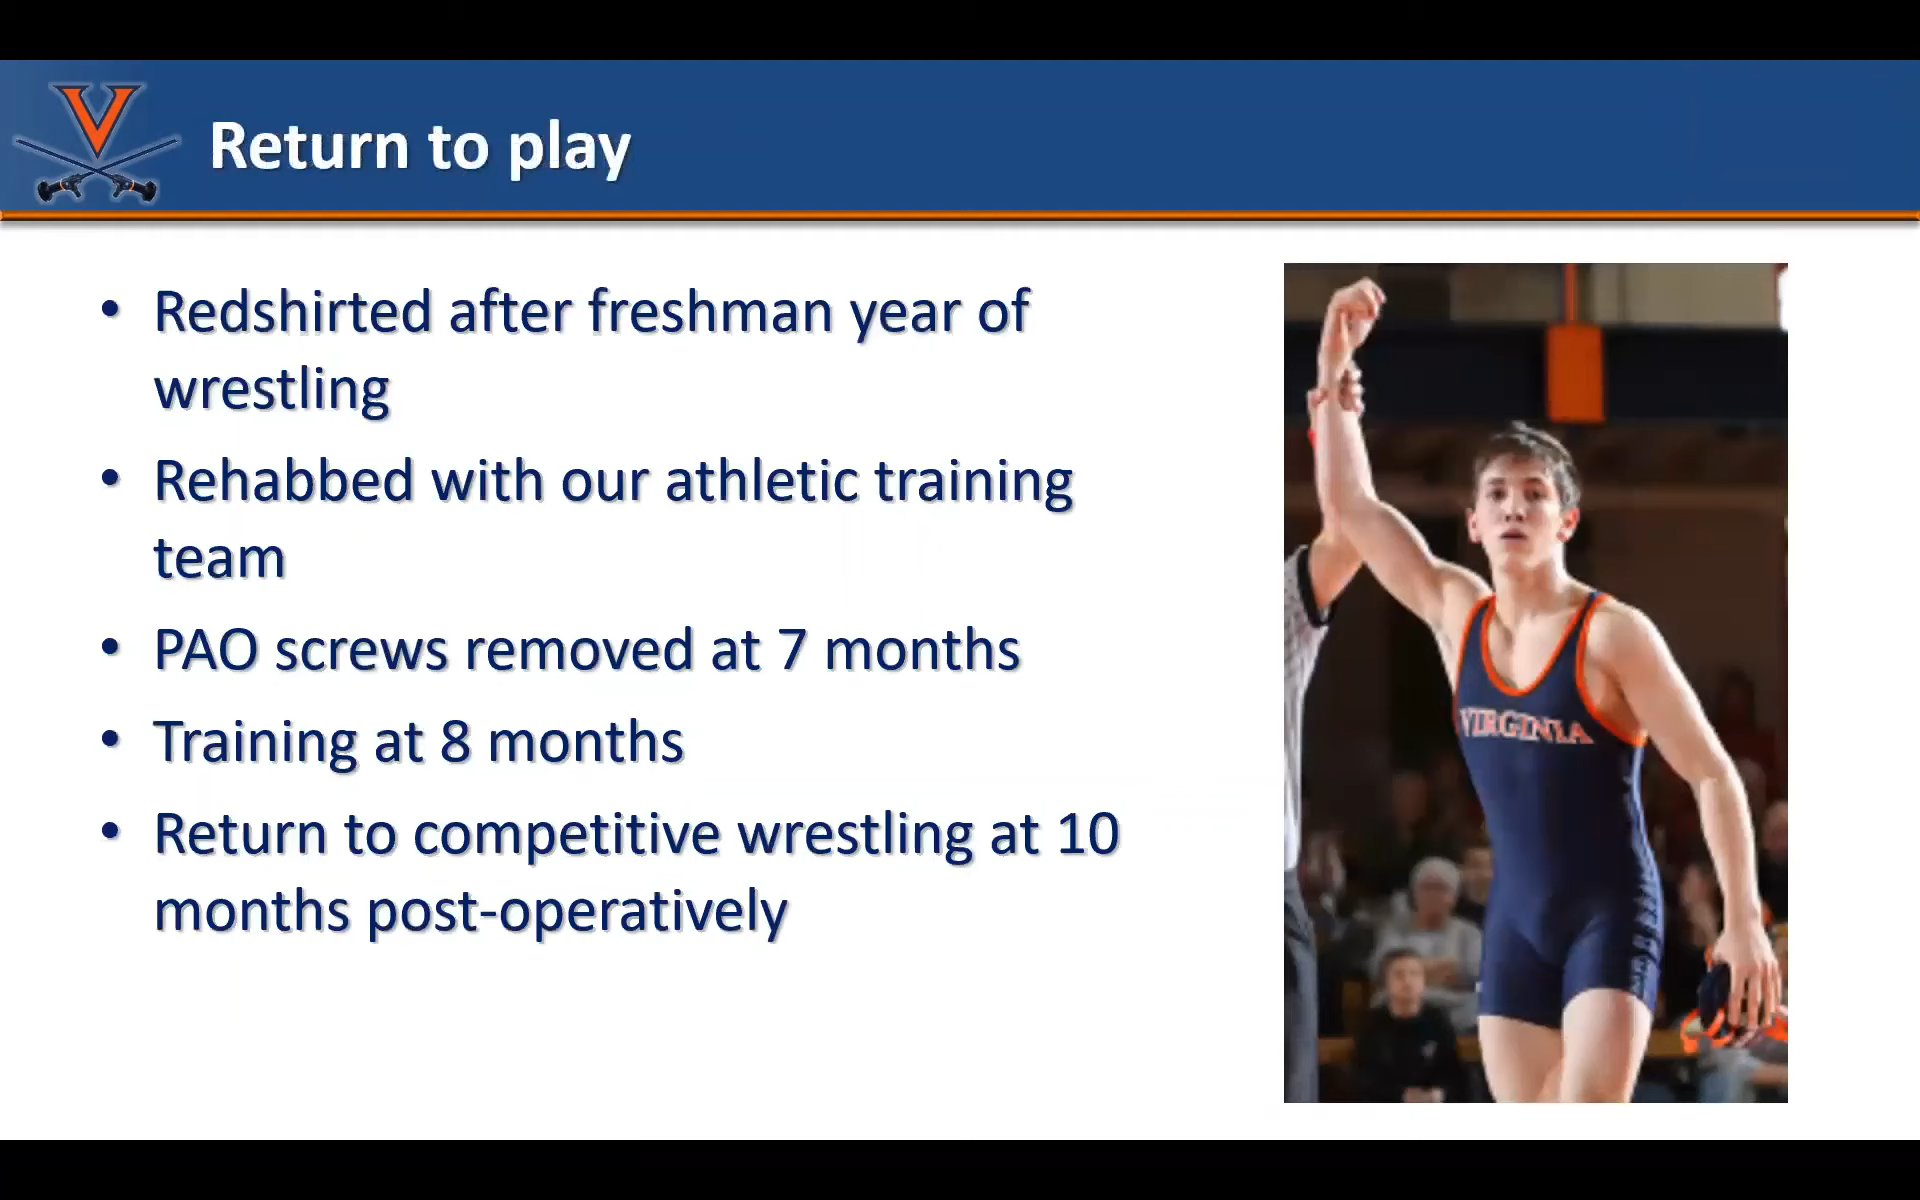 V
Return to play
• Redshirted after freshman year of
wrestling
• Rehabbed with our athletic training
team
• PAO screws removed at 7 months
• Training at 8 months
• Return to competitive wrestling at 10
months post-operatively
VIRGINIA